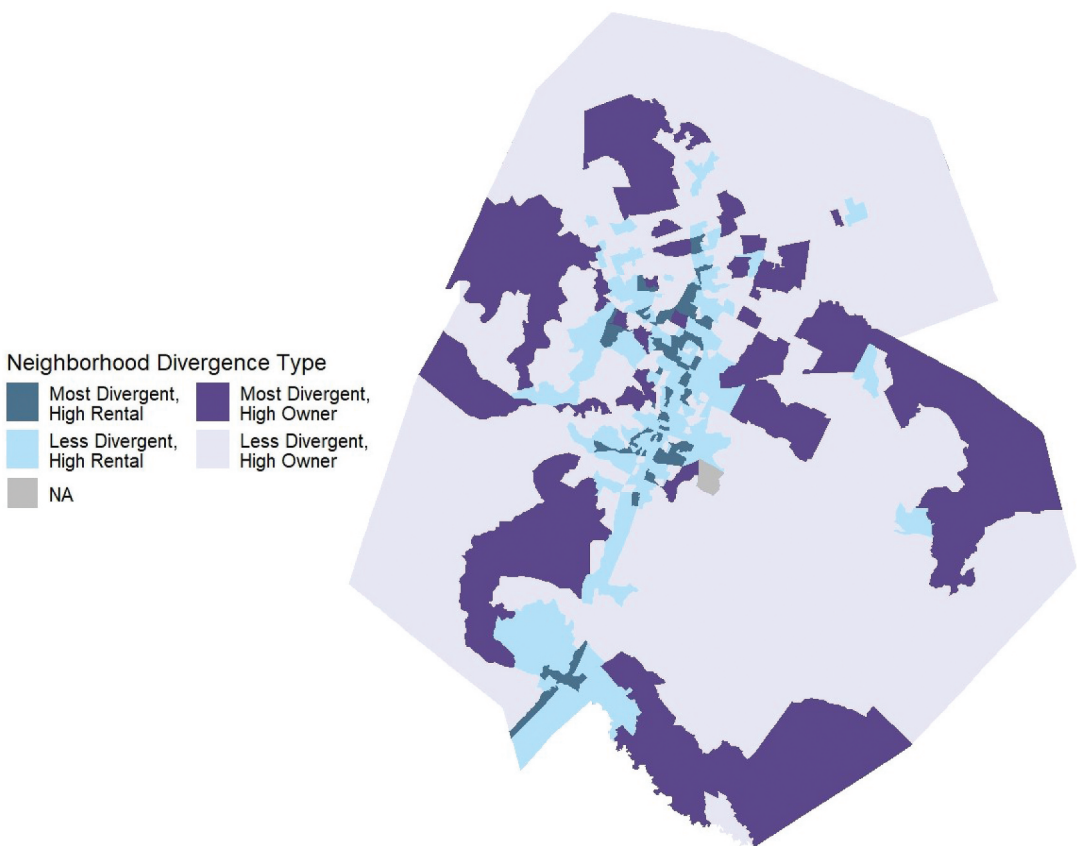 Neighborhood Divergence Type
Most Divergent,
High Rental
Most Divergent,
High Owner
Less Divergent,
High Rental
Less Divergent,
High Owner
NA